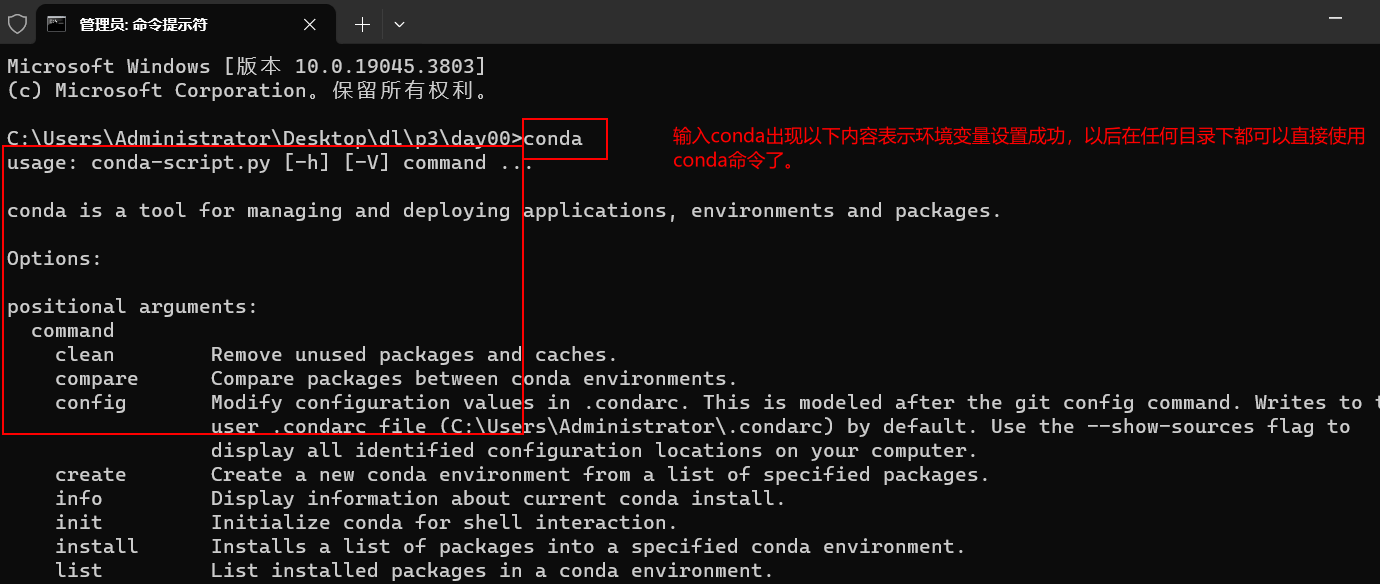 管理员: 命令提示符
Microsoft Windows [版本 10.0.19045.3803]
(c) Microsoft Corporation。保留所有权利。
C:\Users\Administrator\Desktop\dl\p3\day00>conda
输入conda出现以下内容表示环境变量设置成功，以后在任何目录下都可以直接使用
conda命令了。
usage: conda-script.py [-h] [-V] command ...
conda is a tool for managing and deploying applications, environments and packages.
Options:
positional arguments:
command
clean Remove unused packages and caches.
compare Compare packages between conda environments.
config Modify configuration values in .condarc. This is modeled after the git config command. Writes to t
user .condarc file (C:\Users\Administrator\.condarc) by default. Use the --show-sources flag to
display all identified configuration locations on your computer.
create Create a new conda environment from a list of specified packages.
info Display information about current conda install.
init Initialize conda for shell interaction.
install Installs a list of packages into a specified conda environment.
list List installed packages in a conda environment.